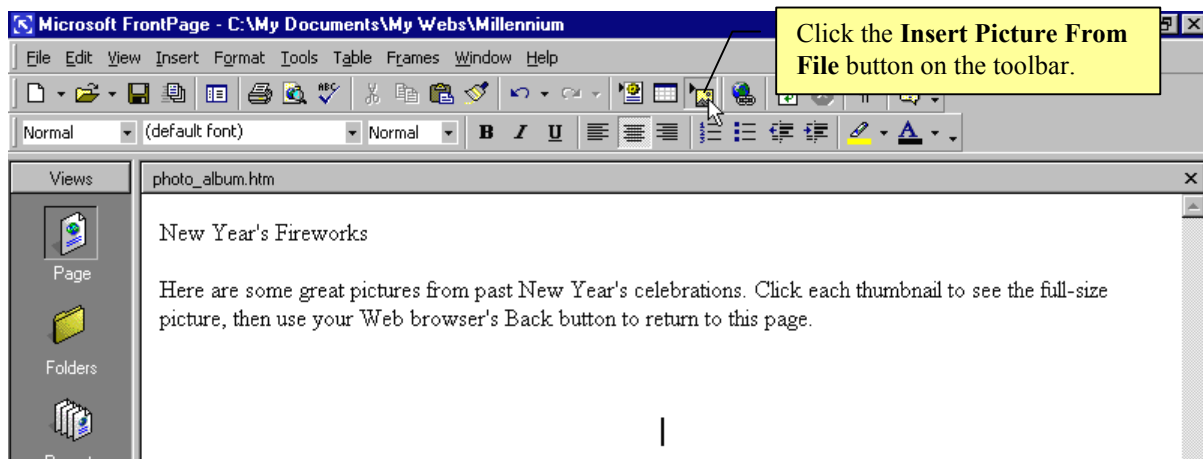 Microsoft FrontPage - C:\My Documents\My Webs\Millennium
Click the Insert Picture From
File button on the toolbar.
File Edit View Insert Format Tools Table Frames Window Help
ABC
Normal (default font) Normal B I U A
Views photo_album.htm
New Year's Fireworks
Page
Here are some great pictures from past New Year's celebrations. Click each thumbnail to see the full-size
picture, then use your Web browser's Back button to return to this page.
Folders